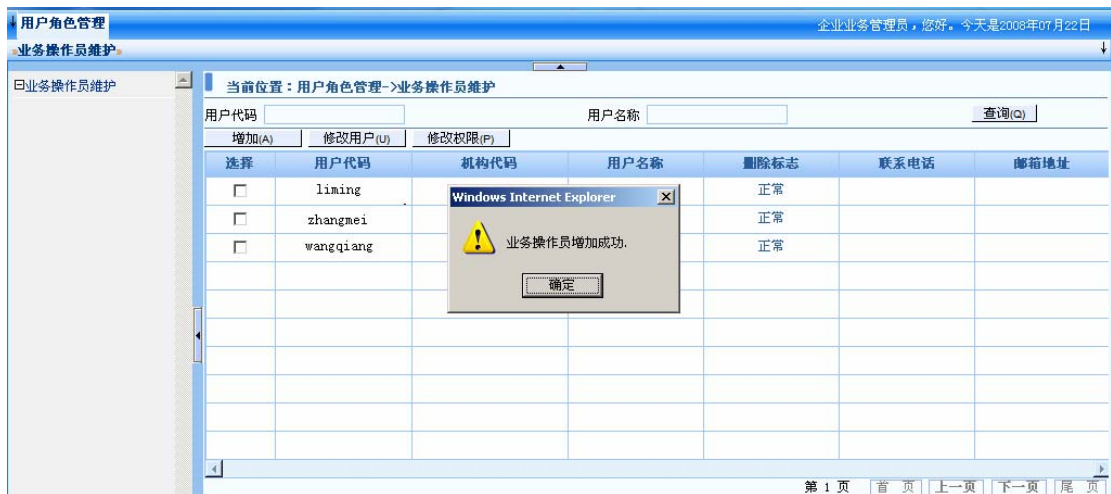 用户角色管理
企业业务管理员，您好。今天是2008年07月22日
业务操作员维护
业务操作员维护
当前位置：用户角色管理->业务操作员维护
用户代码 用户名称 查询(Q)
增加(A) 修改用户(U) 修改权限(P)
选择 用户代码 机构代码 用户名称 删除标志 联系电话 邮箱地址
liming 正常
zhangmei 正常
wangqiang 正常
Windows Internet Explorer
业务操作员增加成功.
确定
第 1 页 首 页 上一页 下一页 尾 页